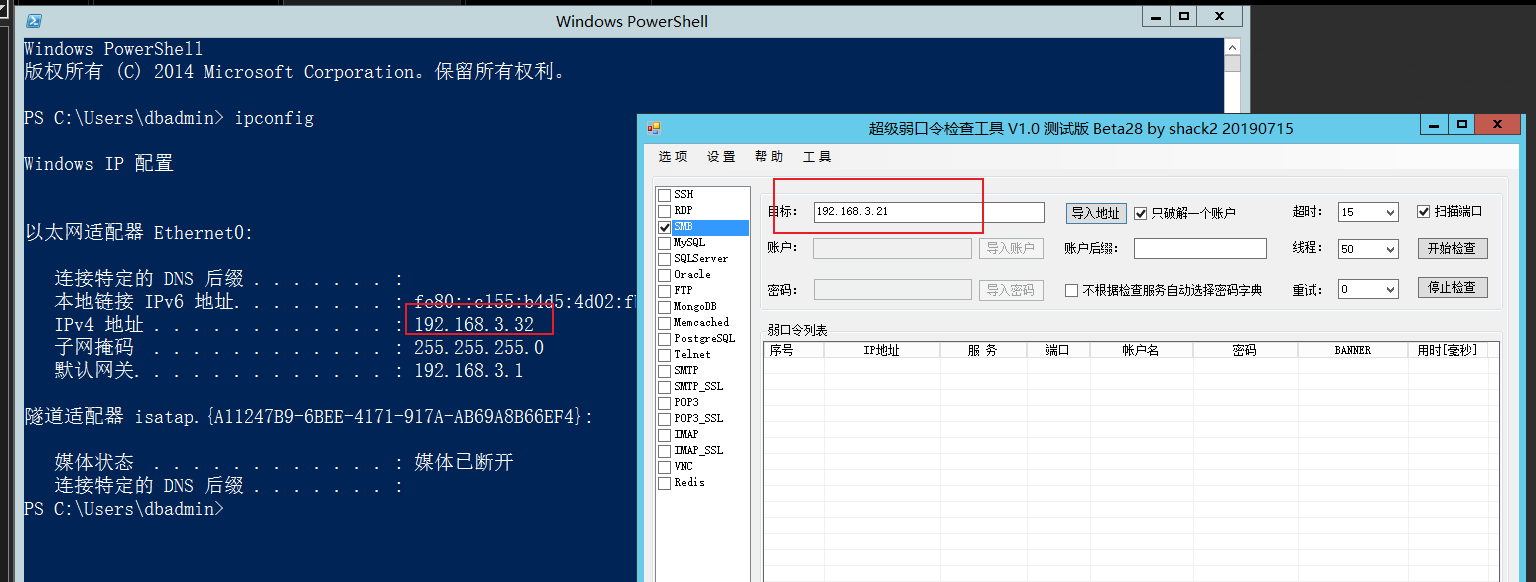 Windows PowerShell
Windows PowerShell
版权所有 (C) 2014 Microsoft Corporation。保留所有权利。
PS C:\Users\dbadmin> ipconfig
Windows IP 配置
以太网适配器 Ethernet0:
连接特定的 DNS 后缀 . . . . . . . :
本地链接 IPv6 地址. . . . . . . . : fe80::c155:b4d5:4d02:f
IPv4 地址 . . . . . . . . . . . . : 192.168.3.32
子网掩码 . . . . . . . . . . . . : 255.255.255.0
默认网关. . . . . . . . . . . . . : 192.168.3.1
隧道适配器 isatap.{A11247B9-6BEE-4171-917A-AB69A8B66EF4}:
媒体状态 . . . . . . . . . . . . : 媒体已断开
连接特定的 DNS 后缀 . . . . . . . :
PS C:\Users\dbadmin>
超级弱口令检查工具 V1.0 测试版 Beta28 by shack2 20190715
选项 设置 帮助 工具
SSH
RDP
SMB
MySQL
SQLServer
Oracle
FTP
MongoDB
Memcached
PostgreSQL
Telnet
SMTP
SMTP_SSL
POP3
POP3_SSL
IMAP
IMAP_SSL
VNC
Redis
目标: 192.168.3.21 导入地址 只破解一个账户 超时: 15 扫描端口
账户: 导入账户 账户后缀: 线程: 50 开始检查
密码: 导入密码 不根据检查服务自动选择密码字典 重试: 0 停止检查
弱口令列表
序号 IP地址 服务 端口 帐户名 密码 BANNER 用时[毫秒]